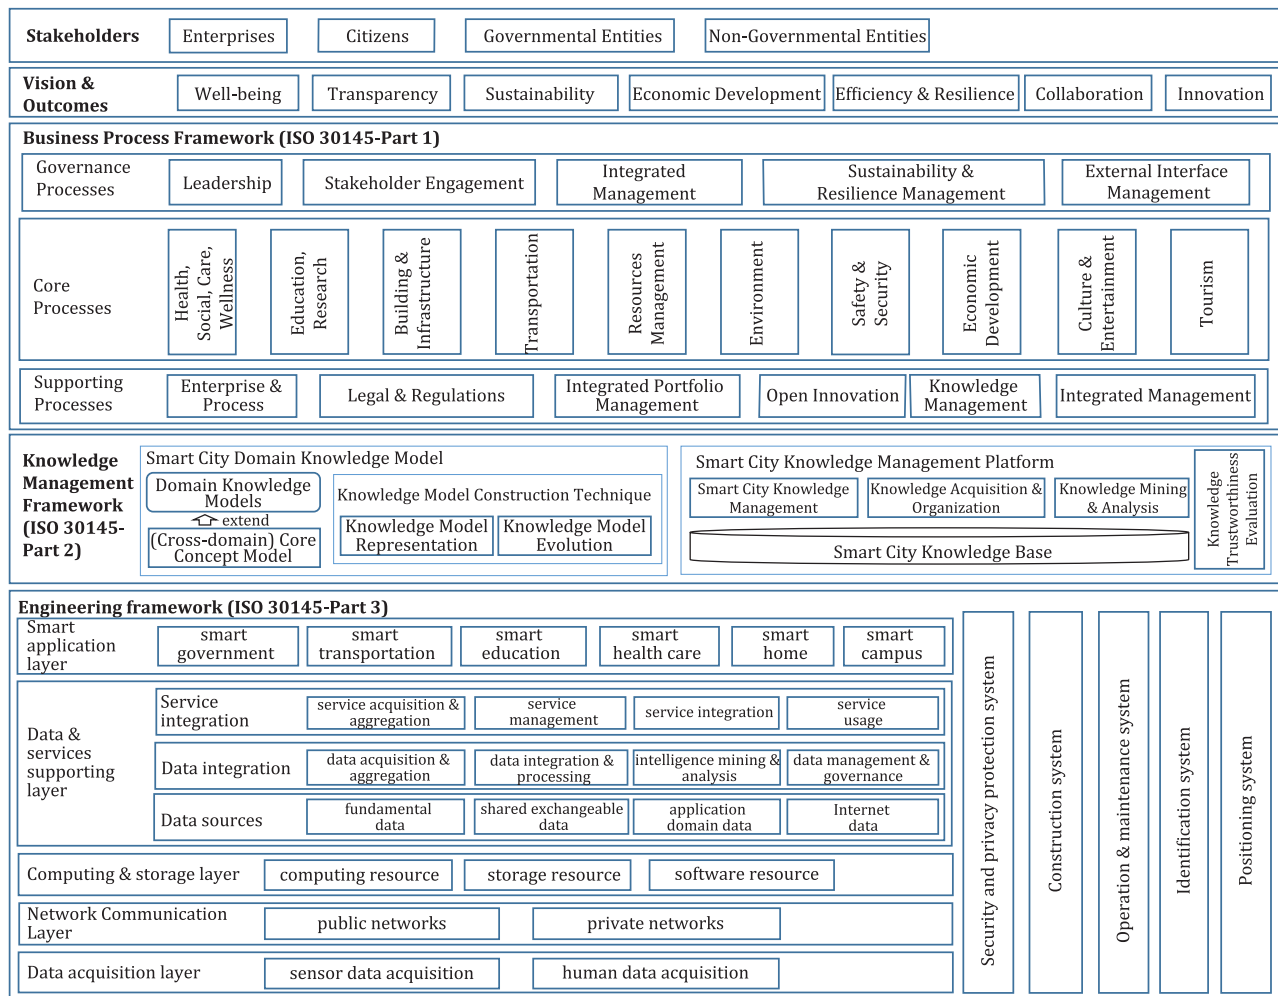 Stakeholders
Enterprises
Citizens
Governmental Entities
Non-Governmental Entities
Vision &
Outcomes
Well-being
Transparency
Sustainability
Economic Development
Efficiency & Resilience
Collaboration
Innovation
Business Process Framework (ISO 30145-Part 1)
Governance
Processes
Leadership
Stakeholder Engagement
Integrated
Management
Sustainability &
Resilience Management
External Interface
Management
Core
Processes
Health,
Social, Care,
Wellness
Education,
Research
Building &
Infrastructure
Transportation
Resources
Management
Environment
Safety &
Security
Economic
Development
Culture &
Entertainment
Tourism
Supporting
Processes
Enterprise &
Process
Legal & Regulations
Integrated Portfolio
Management
Open Innovation
Knowledge
Management
Integrated Management
Knowledge
Management
Framework
(ISO 30145-
Part 2)
Smart City Domain Knowledge Model
Domain Knowledge
Models
extend
(Cross-domain) Core
Concept Model
Knowledge Model Construction Technique
Knowledge Model
Representation
Knowledge Model
Evolution
Smart City Knowledge Management Platform
Smart City Knowledge
Management
Knowledge Acquisition &
Organization
Knowledge Mining
& Analysis
Smart City Knowledge Base
Knowledge
Trustworthiness
Evaluation
Engineering framework (ISO 30145-Part 3)
Smart
application
layer
smart
government
smart
transportation
smart
education
smart
health care
smart
home
smart
campus
Data &
services
supporting
layer
Service
integration
service acquisition &
aggregation
service
management
service integration
service
usage
Data integration
data acquisition &
aggregation
data integration &
processing
intelligence mining &
analysis
data management &
governance
Data sources
fundamental
data
shared exchangeable
data
application
domain data
Internet
data
Computing & storage layer
computing resource
storage resource
software resource
Network Communication
Layer
public networks
private networks
Data acquisition layer
sensor data acquisition
human data acquisition
Security and privacy protection system
Construction system
Operation & maintenance system
Identification system
Positioning system